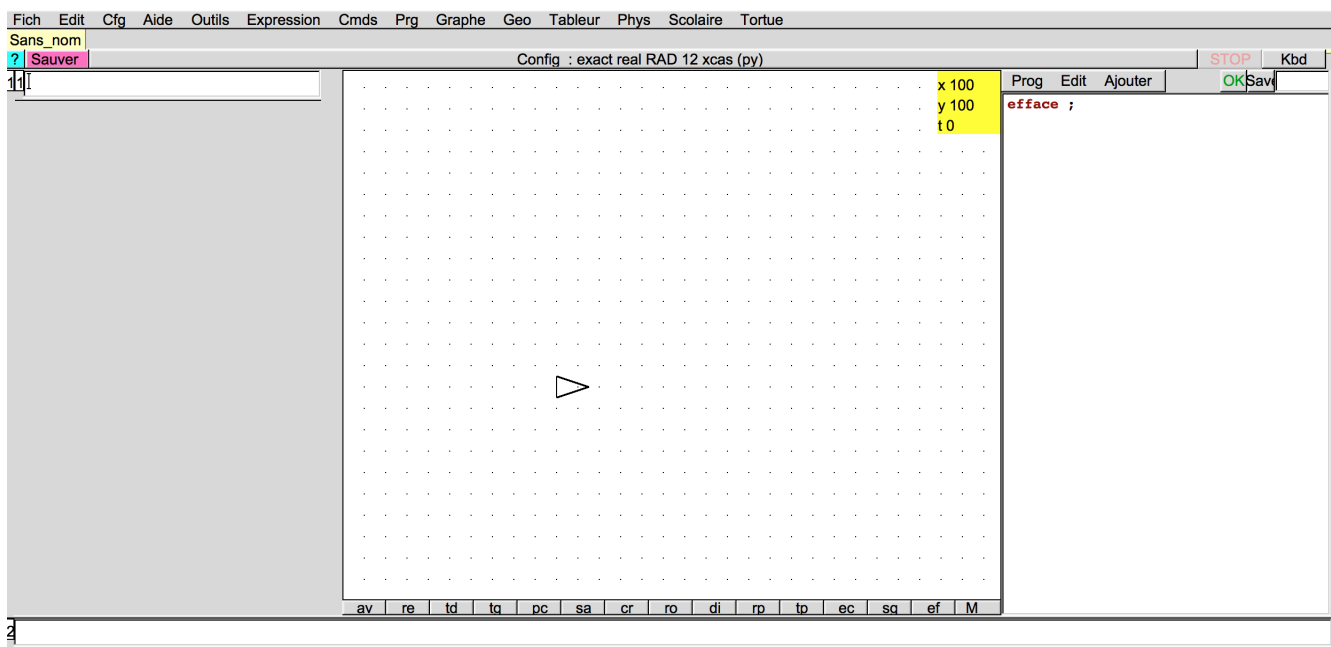 Fich Edit Cfg Aide Outils Expression Cmds Prg Graphe Geo Tableur Phys Scolaire Tortue
Sans_nom
? Sauver Config : exact real RAD 12 xcas (py) STOP Kbd
1 1
x 100
y 100
t 0
Prog Edit Ajouter OK Save
efface ;
av re td tg pc sa cr ro di rp tp ec sq ef M
2